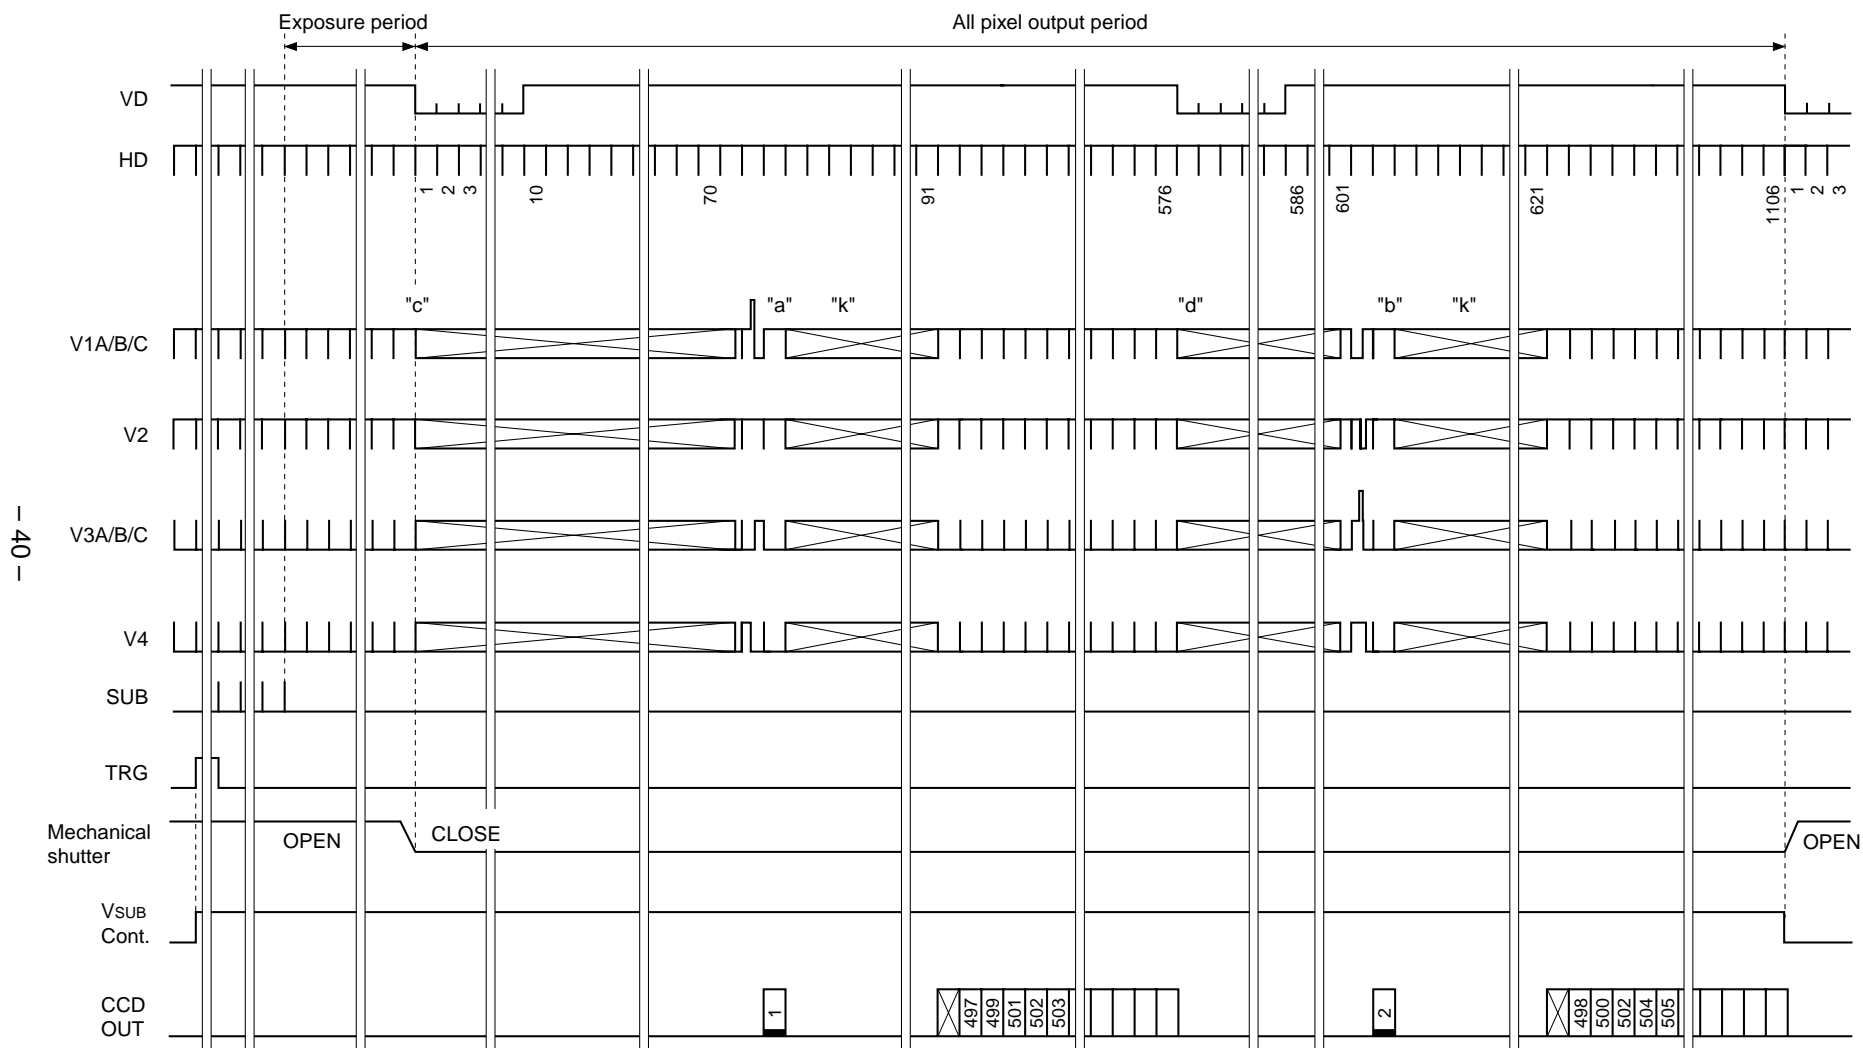 Exposure period
All pixel output period
VD
HD
1 2 3 10 70 91 576 586 601 621 1106 1 2 3
"c" "a" "k" "d" "b" "k"
V1A/B/C
V2
V3A/B/C
V4
SUB
TRG
Mechanical
shutter
OPEN CLOSE OPEN
VSUB
Cont.
CCD
OUT
1 497 499 501 502 503 2 498 500 502 504 505
– 40 –